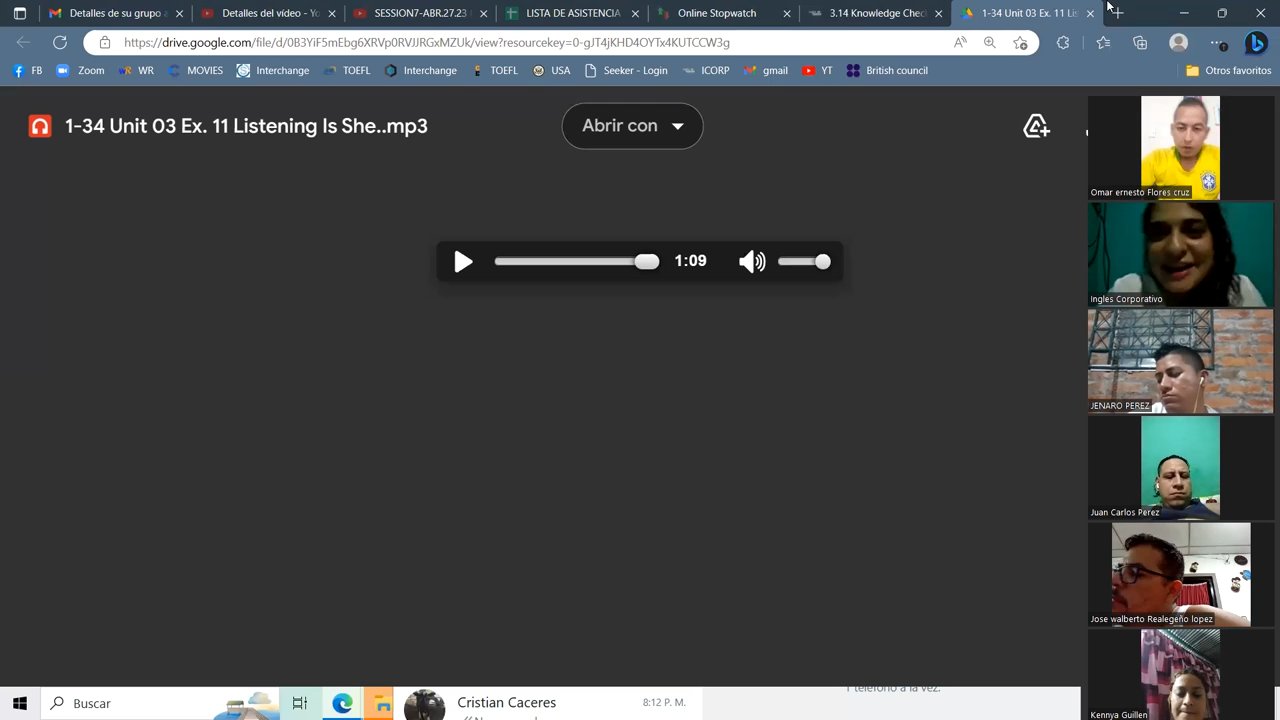 Detalles de su grupo a
Detalles del vídeo - Yo
SESSION7-ABR.27.23
LISTA DE ASISTENCIA
Online Stopwatch
3.14 Knowledge Chec
1-34 Unit 03 Ex. 11 Lis
https://drive.google.com/file/d/0B3YiF5mEbg6XRVp0RVJJRGxMZUk/view?resourcekey=0-gJT4jKHD4OYTx4KUTCCW3g
FB
Zoom
WR
MOVIES
Interchange
TOEFL
Interchange
TOEFL
USA
Seeker - Login
ICORP
gmail
YT
British council
Otros favoritos
1-34 Unit 03 Ex. 11 Listening Is She..mp3
Abrir con
1:09
Omar ernesto Flores cruz
Ingles Corporativo
JENARO PEREZ
Juan Carlos Perez
Jose walberto Realegeño lopez
Kennya Guillen
1 teléfono a la vez.
Buscar
Cristian Caceres
8:12 P. M.